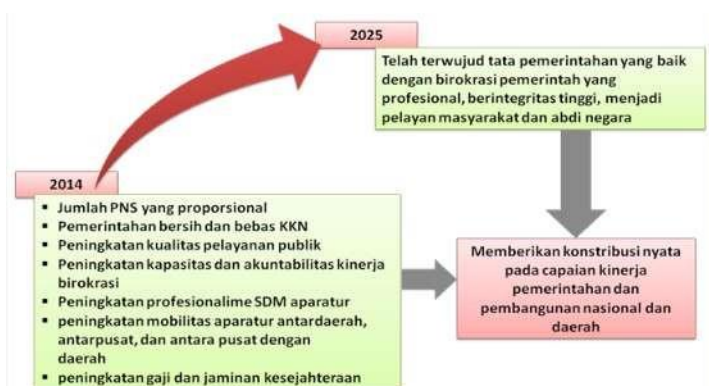 2025
Telah terwujud tata pemerintahan yang baik
dengan birokrasi pemerintah yang
profesional, berintegritas tinggi, menjadi
pelayan masyarakat dan abdi negara
2014
▪ Jumlah PNS yang proporsional
▪ Pemerintahan bersih dan bebas KKN
▪ Peningkatan kualitas pelayanan publik
▪ Peningkatan kapasitas dan akuntabilitas kinerja
birokrasi
▪ Peningkatan profesionalime SDM aparatur
▪ peningkatan mobilitas aparatur antardaerah,
antarpusat, dan antara pusat dengan
daerah
▪ peningkatan gaji dan jaminan kesejahteraan
Memberikan konstribusi nyata
pada capaian kinerja
pemerintahan dan
pembangunan nasional dan
daerah